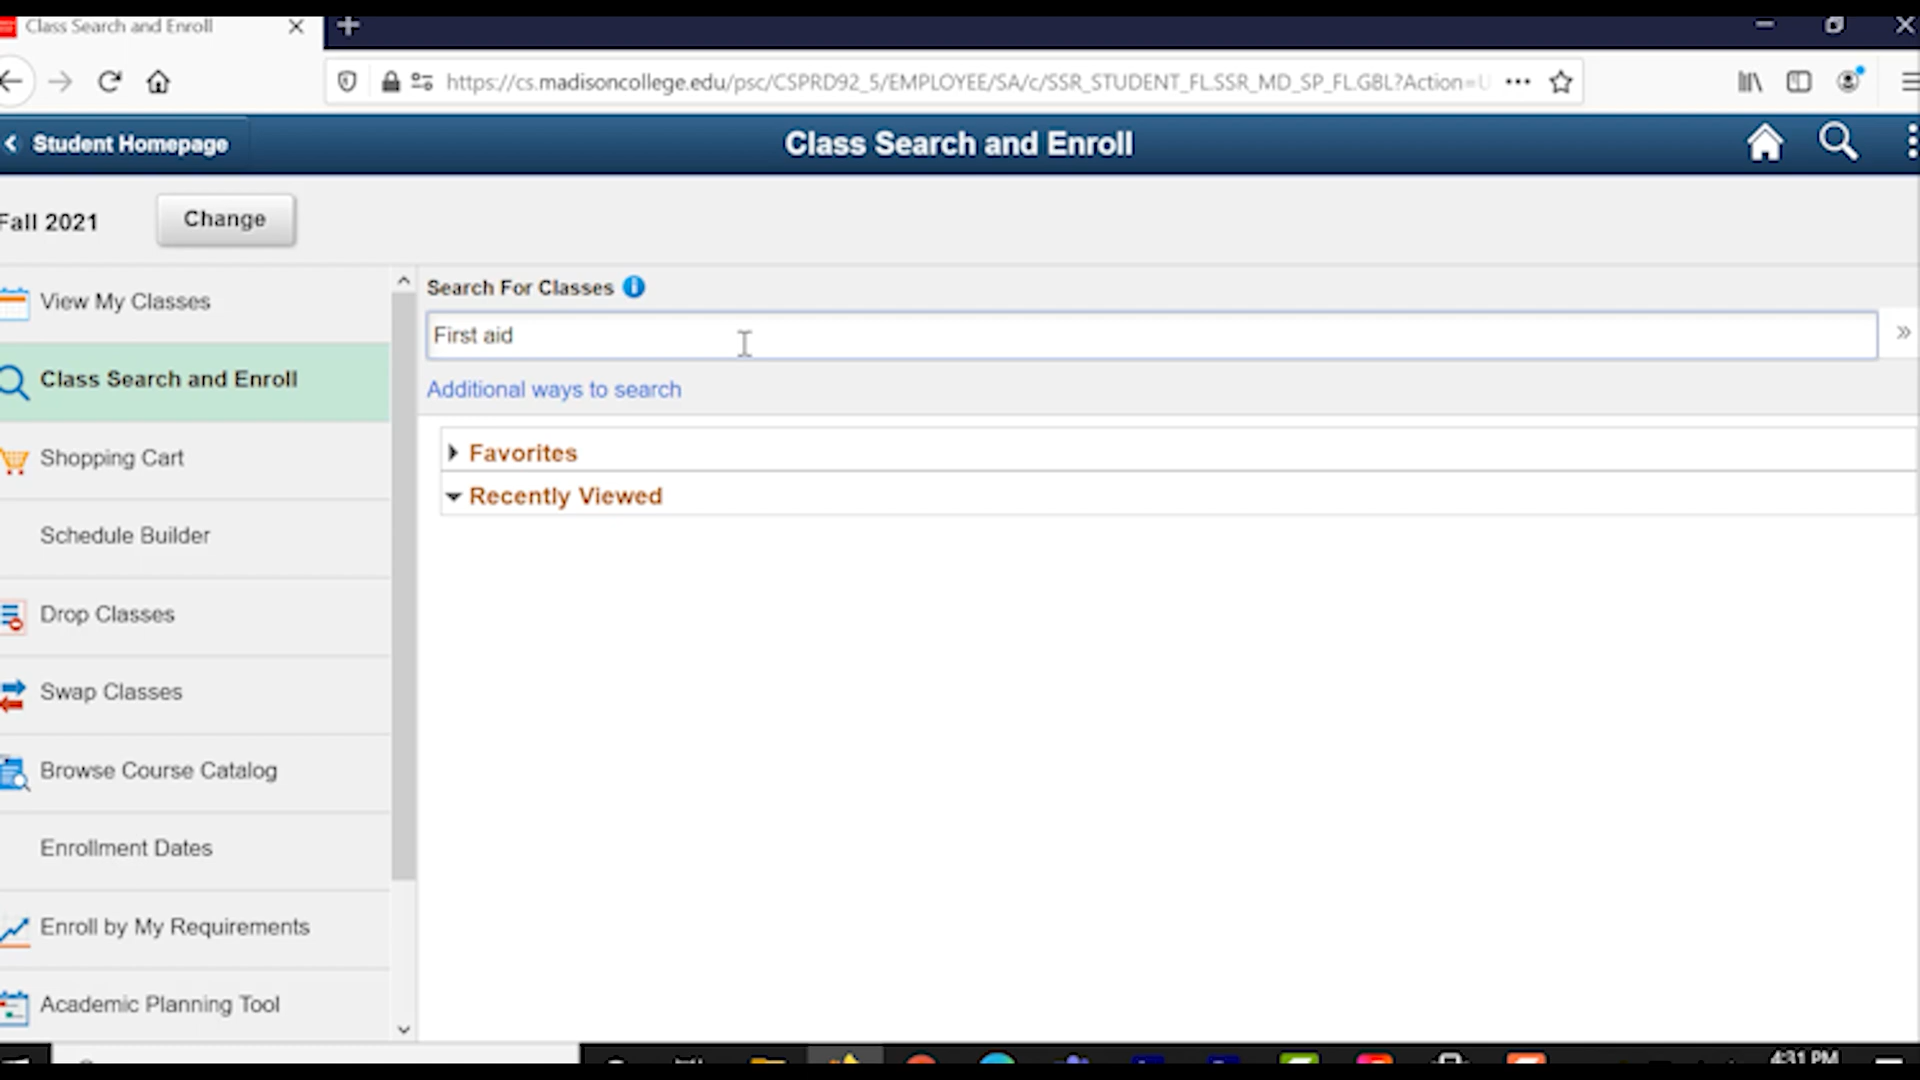 Class Search and Enroll
https://cs.madisoncollege.edu/psc/CSPRD92_5/EMPLOYEE/SA/c/SSR_STUDENT_FL.SSR_MD_SP_FL.GBL?Action=U
Student Homepage
Class Search and Enroll
Fall 2021
Change
View My Classes
Class Search and Enroll
Shopping Cart
Schedule Builder
Drop Classes
Swap Classes
Browse Course Catalog
Enrollment Dates
Enroll by My Requirements
Academic Planning Tool
Search For Classes
First aid
Additional ways to search
Favorites
Recently Viewed
4:31 PM